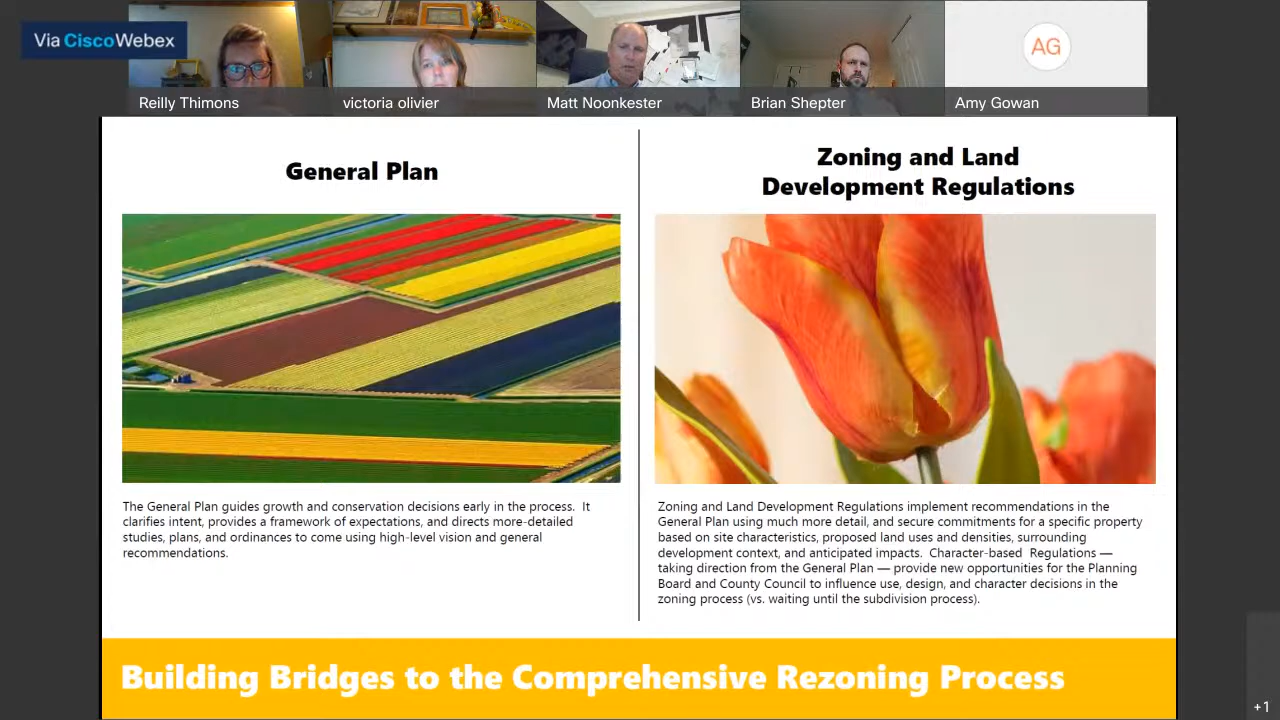 Via CiscoWebex
AG
Reilly Thimons
victoria olivier
Matt Noonkester
Brian Shepter
Amy Gowan
General Plan
Zoning and Land
Development Regulations
The General Plan guides growth and conservation decisions early in the process. It
clarifies intent, provides a framework of expectations, and directs more-detailed
studies, plans, and ordinances to come using high-level vision and general
recommendations.
Zoning and Land Development Regulations implement recommendations in the
General Plan using much more detail, and secure commitments for a specific property
based on site characteristics, proposed land uses and densities, surrounding
development context, and anticipated impacts. Character-based Regulations —
taking direction from the General Plan — provide new opportunities for the Planning
Board and County Council to influence use, design, and character decisions in the
zoning process (vs. waiting until the subdivision process).
Building Bridges to the Comprehensive Rezoning Process
+1